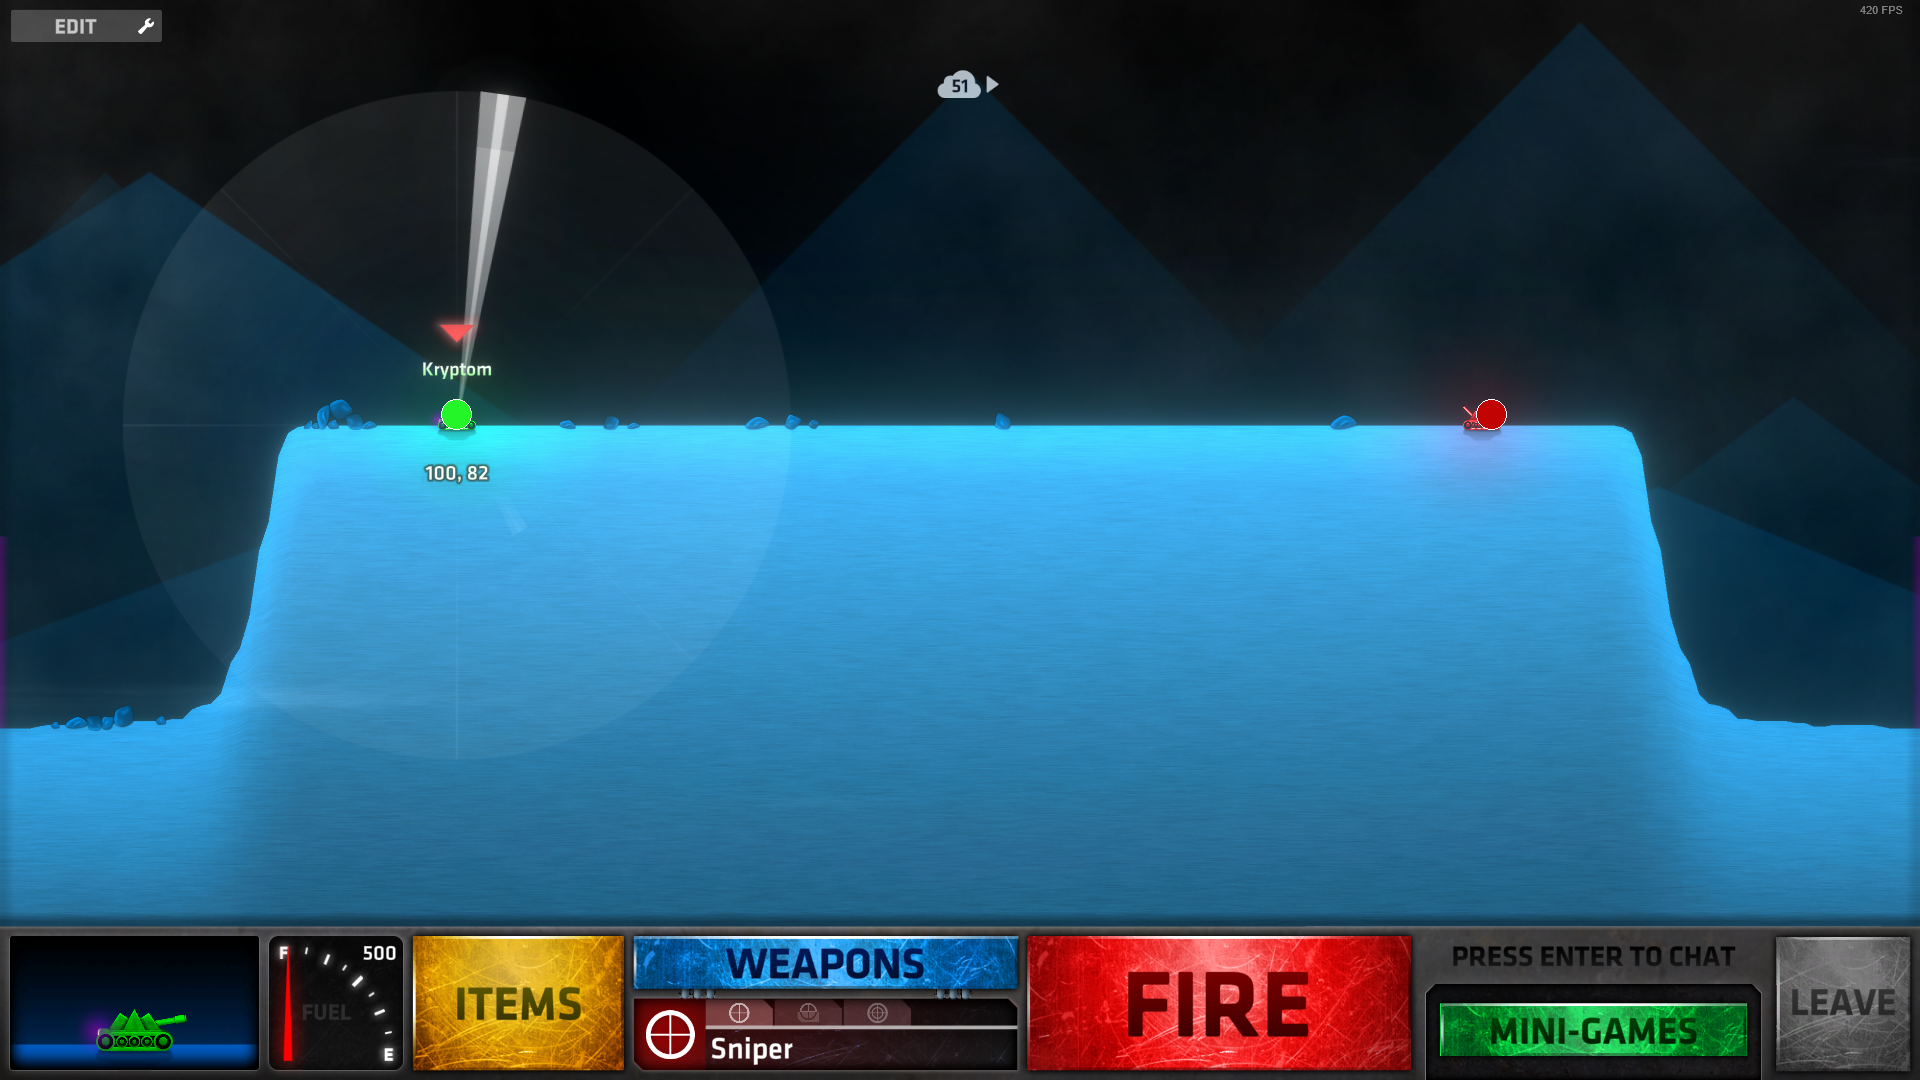 EDIT
420 FPS
51
Kryptom
100, 82
F
500
FUEL
E
ITEMS
WEAPONS
Sniper
FIRE
PRESS ENTER TO CHAT
MINI-GAMES
LEAVE